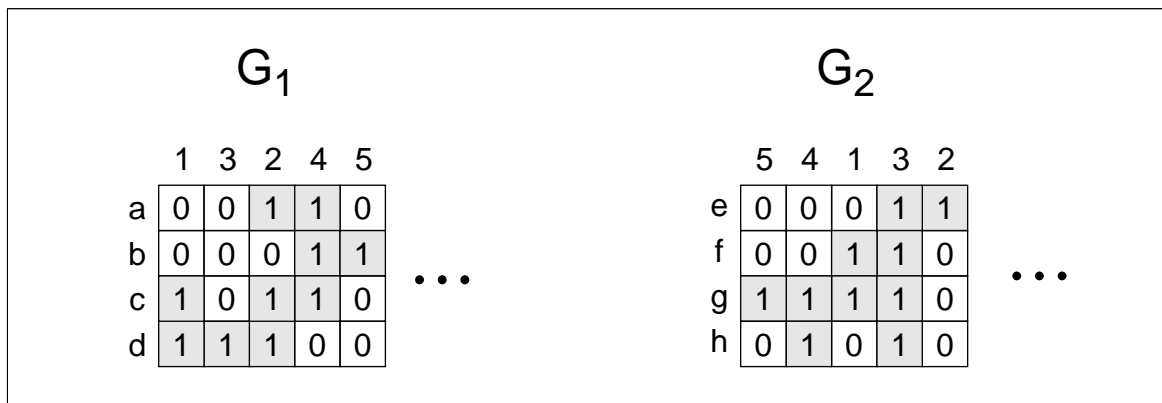 G1 G2
1 3 2 4 5 5 4 1 3 2
a 0 0 1 1 0 e 0 0 0 1 1
b 0 0 0 1 1 f 0 0 1 1 0
... ...
c 1 0 1 1 0 g 1 1 1 1 0
d 1 1 1 0 0 h 0 1 0 1 0